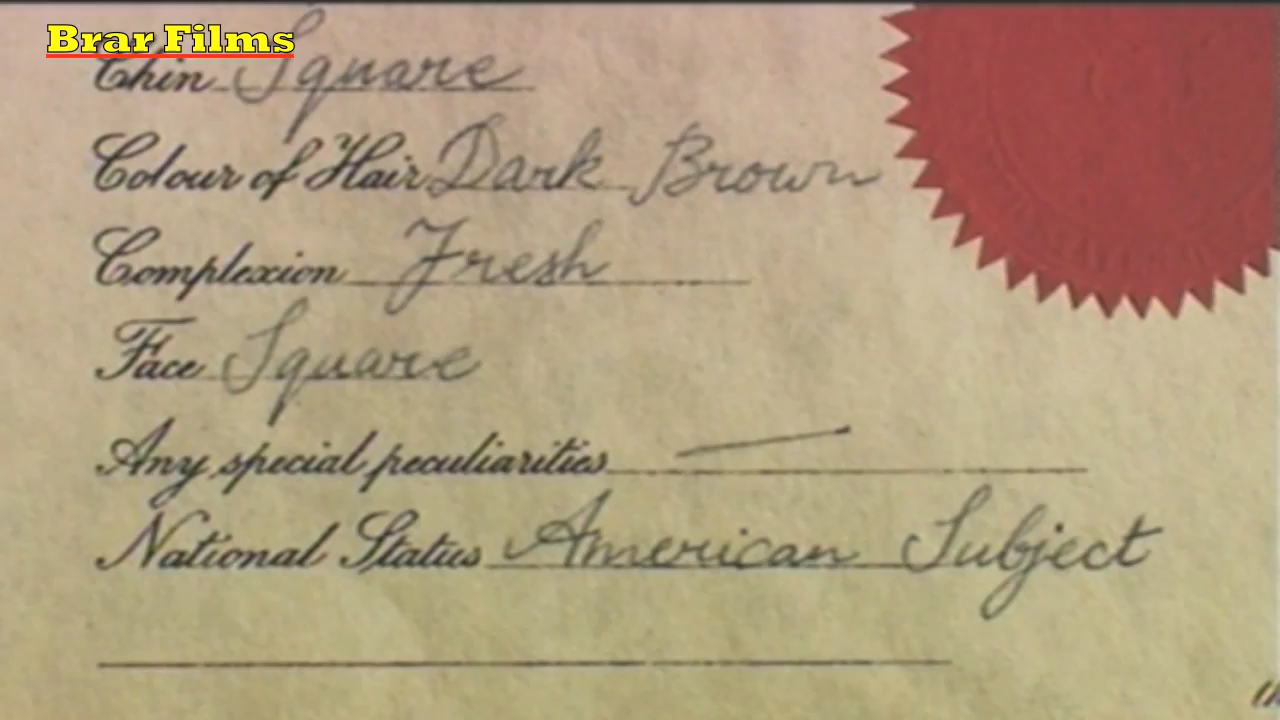 Brar Films
Chin Square
Colour of Hair Dark Brown
Complexion Fresh
Face Square
Any special peculiarities
National Status American Subject